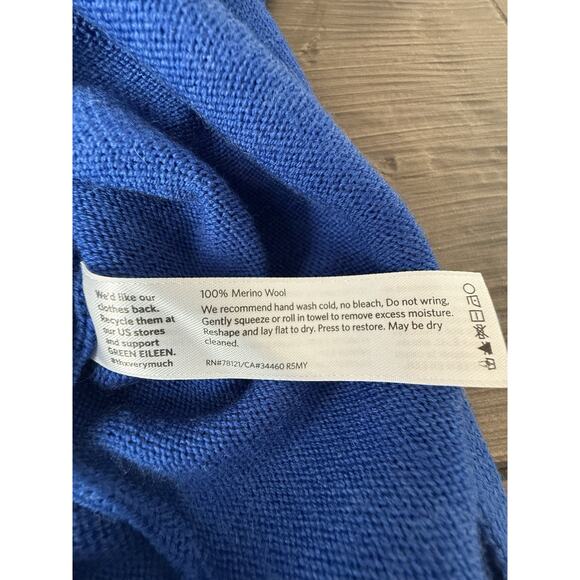 We'd like our
clothes back.
Recycle them at
our US stores
and support
GREEN EILEEN.
#thxverymuch
100% Merino Wool
We recommend hand wash cold, no bleach, Do not wring,
Gently squeeze or roll in towel to remove excess moisture.
Reshape and lay flat to dry. Press to restore. May be dry
cleaned.
RN#78121/CA#34460 R5MY